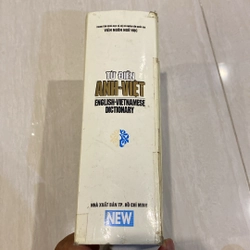 VIỆN NGÔN NGỮ HỌC
TỪ ĐIỂN
ANH-VIỆT
ENGLISH-VIETNAMESE
DICTIONARY
NHÀ XUẤT BẢN TP. HỒ CHÍ MINH
NEW